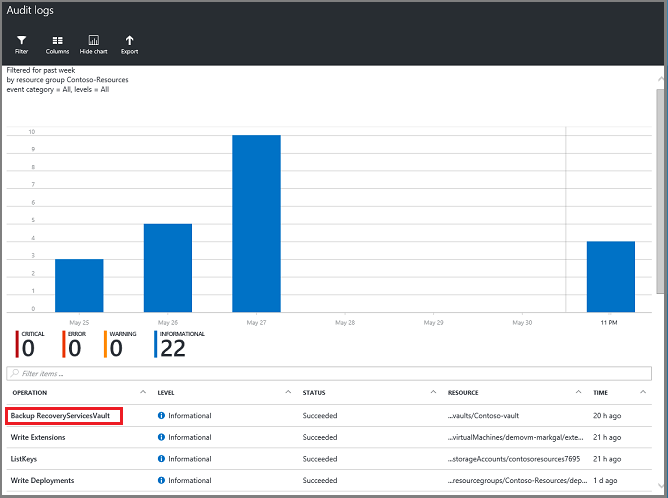 Audit logs
Filter
Columns
Hide chart
Export
Filtered for past week
by resource group Contoso-Resources
event category = All, levels = All
10
9
8
7
6
5
4
3
2
1
0
May 25
May 26
May 27
May 28
May 29
May 30
11 PM
CRITICAL
0
ERROR
0
WARNING
0
INFORMATIONAL
22
Filter items ...
OPERATION LEVEL STATUS RESOURCE TIME
Backup RecoveryServicesVault Informational Succeeded ...vaults/Contoso-vault 20 h ago
Write Extensions Informational Succeeded ...virtualMachines/demovm-markgal/exte... 21 h ago
ListKeys Informational Succeeded ...storageAccounts/contosoresources7695 21 h ago
Write Deployments Informational Succeeded ...resourcegroups/Contoso-Resources/dep... 1 d ago